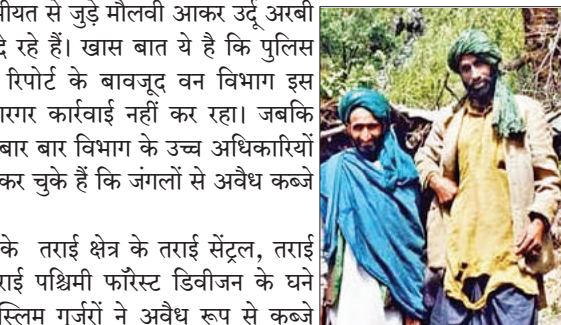 ीयत से जुड़े मौलवी आकर उर्दू अरबी
दे रहे हैं। खास बात ये है कि पुलिस
रिपोर्ट के बावजूद वन विभाग इस
रगर कार्रवाई नहीं कर रहा। जबकि
बार बार विभाग के उच्च अधिकारियों
कर चुके हैं कि जंगलों से अवैध कब्जे
के तराई क्षेत्र के तराई सेंट्रल, तराई
राई पश्चिमी फॉरेस्ट डिवीजन के घने
स्लिम गुर्जरों ने अवैध रूप से कब्जे